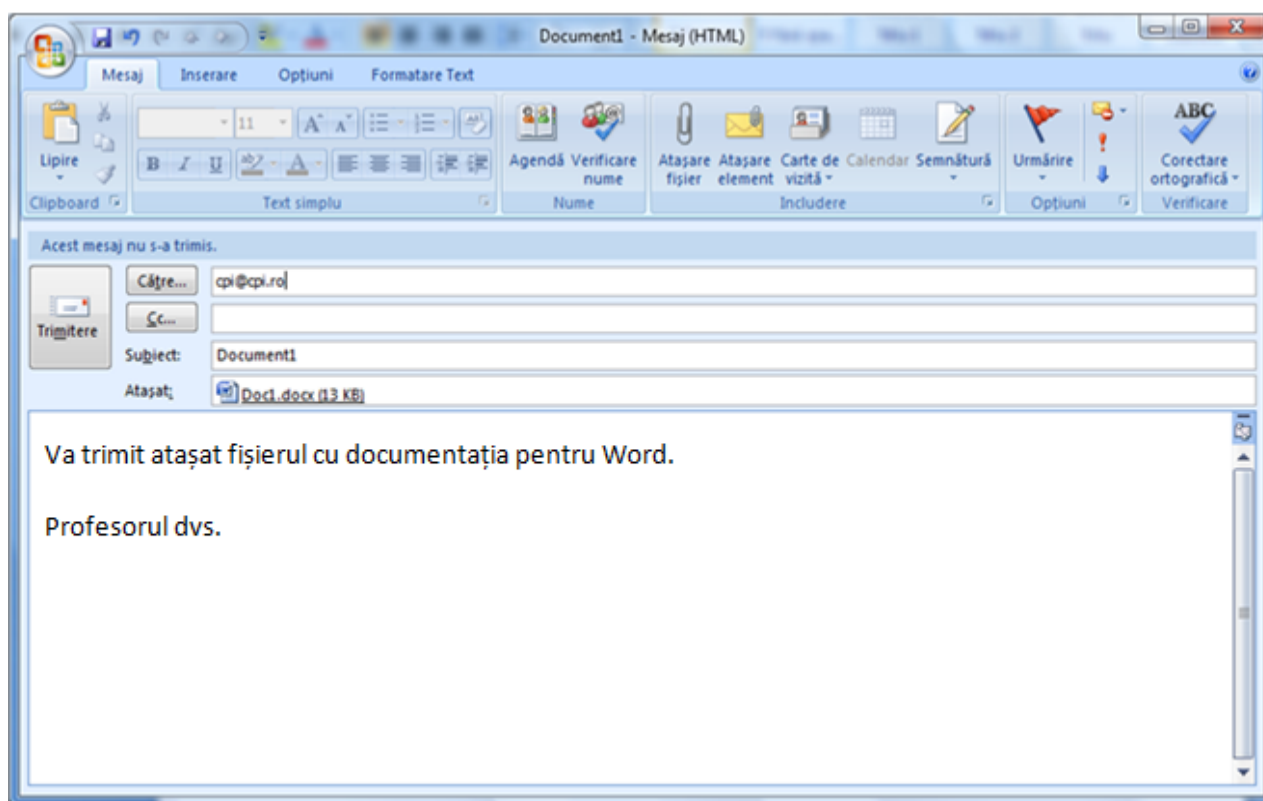 Document1 - Mesaj (HTML)
Mesaj Inserare Opțiuni Formatare Text
11
Lipire
B I U
Agendă Verificare nume
Atașare fișier Atașare element Carte de vizită Calendar Semnătură
Urmărire
ABC
Corectare ortografică
Clipboard Text simplu Nume Includere Opțiuni Verificare
Acest mesaj nu s-a trimis.
Trimitere
Către... cpi@cpi.ro
Cc...
Subiect: Document1
Atașat: Doc1.docx (13 KB)
Va trimit atașat fișierul cu documentația pentru Word.
Profesorul dvs.